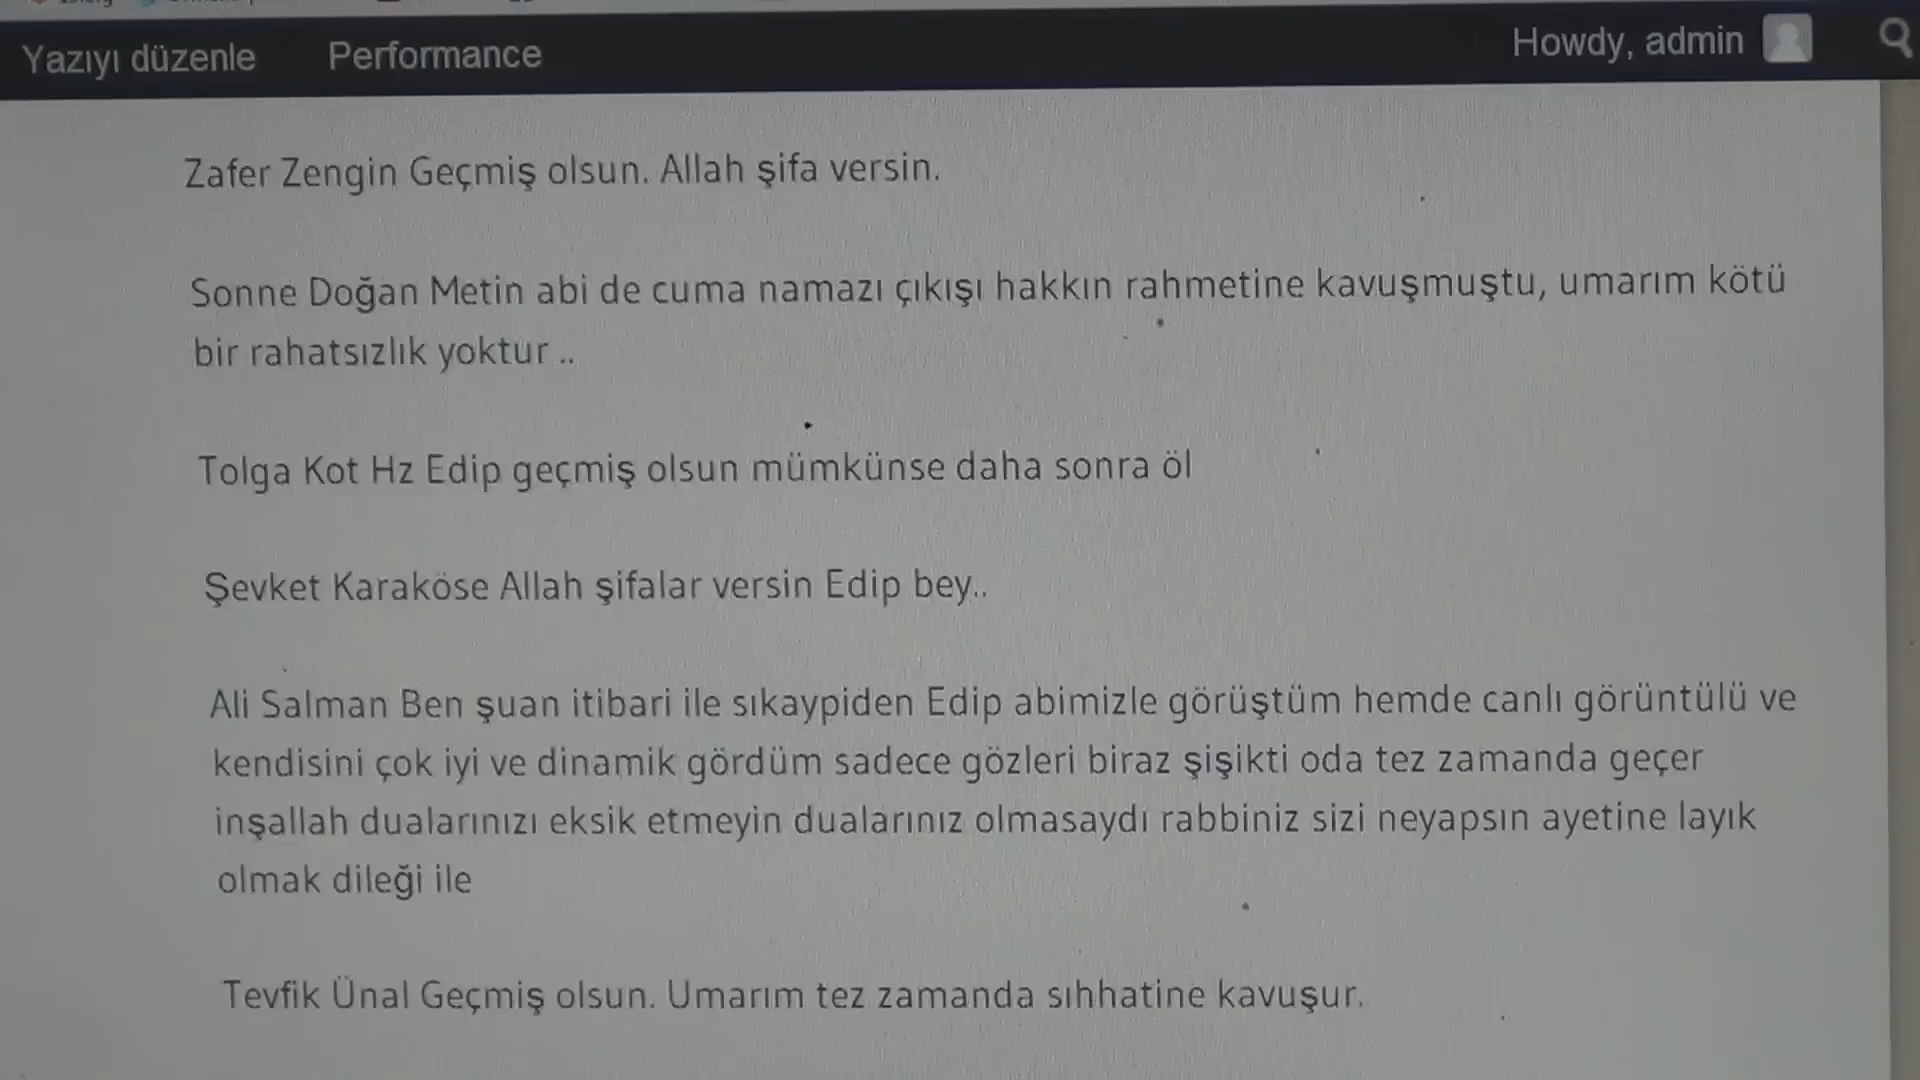 Yazıyı düzenle Performance Howdy, admin
Zafer Zengin Geçmiş olsun. Allah şifa versin.
Sonne Doğan Metin abi de cuma namazı çıkışı hakkın rahmetine kavuşmuştu, umarım kötü
bir rahatsızlık yoktur ..
Tolga Kot Hz Edip geçmiş olsun mümkünse daha sonra öl
Şevket Karaköse Allah şifalar versin Edip bey..
Ali Salman Ben şuan itibari ile sıkaypiden Edip abimizle görüştüm hemde canlı görüntülü ve
kendisini çok iyi ve dinamik gördüm sadece gözleri biraz şişikti oda tez zamanda geçer
inşallah dualarınızı eksik etmeyin dualarınız olmasaydı rabbiniz sizi neyapsın ayetine layık
olmak dileği ile
Tevfik Ünal Geçmiş olsun. Umarım tez zamanda sıhhatine kavuşur.